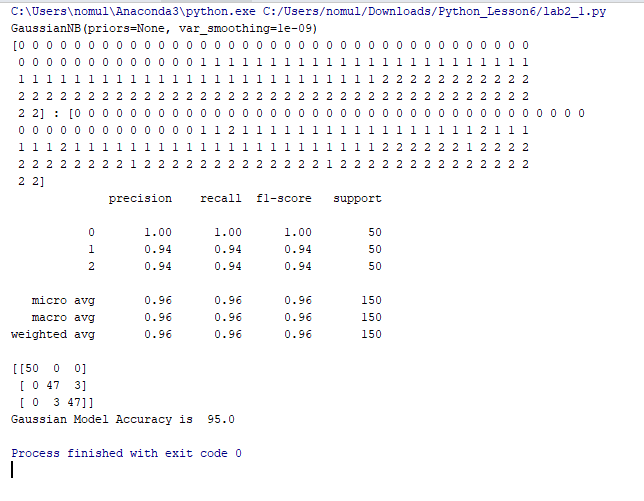 C:\Users\nomul\Anaconda3\python.exe C:/Users/nomul/Downloads/Python_Lesson6/lab2_1.py
GaussianNB(priors=None, var_smoothing=1e-09)
[0 0 0 0 0 0 0 0 0 0 0 0 0 0 0 0 0 0 0 0 0 0 0 0 0 0 0 0 0 0 0 0 0 0 0 0 0
0 0 0 0 0 0 0 0 0 0 0 0 0 1 1 1 1 1 1 1 1 1 1 1 1 1 1 1 1 1 1 1 1 1 1 1 1
1 1 1 1 1 1 1 1 1 1 1 1 1 1 1 1 1 1 1 1 1 1 1 1 1 1 2 2 2 2 2 2 2 2 2 2 2
2 2 2 2 2 2 2 2 2 2 2 2 2 2 2 2 2 2 2 2 2 2 2 2 2 2 2 2 2 2 2 2 2 2 2 2 2
2 2] : [0 0 0 0 0 0 0 0 0 0 0 0 0 0 0 0 0 0 0 0 0 0 0 0 0 0 0 0 0 0 0 0 0 0 0 0 0
0 0 0 0 0 0 0 0 0 0 0 0 0 1 1 2 1 1 1 1 1 1 1 1 1 1 1 1 1 1 1 1 1 2 1 1 1
1 1 1 2 1 1 1 1 1 1 1 1 1 1 1 1 1 1 1 1 1 1 1 1 1 1 2 2 2 2 2 2 1 2 2 2 2
2 2 2 2 2 2 2 2 1 2 2 2 2 2 2 2 2 2 2 2 2 2 1 2 2 2 2 2 2 2 2 2 2 2 2 2 2
2 2]
precision recall f1-score support
0 1.00 1.00 1.00 50
1 0.94 0.94 0.94 50
2 0.94 0.94 0.94 50
micro avg 0.96 0.96 0.96 150
macro avg 0.96 0.96 0.96 150
weighted avg 0.96 0.96 0.96 150
[[50 0 0]
[ 0 47 3]
[ 0 3 47]]
Gaussian Model Accuracy is 95.0
Process finished with exit code 0